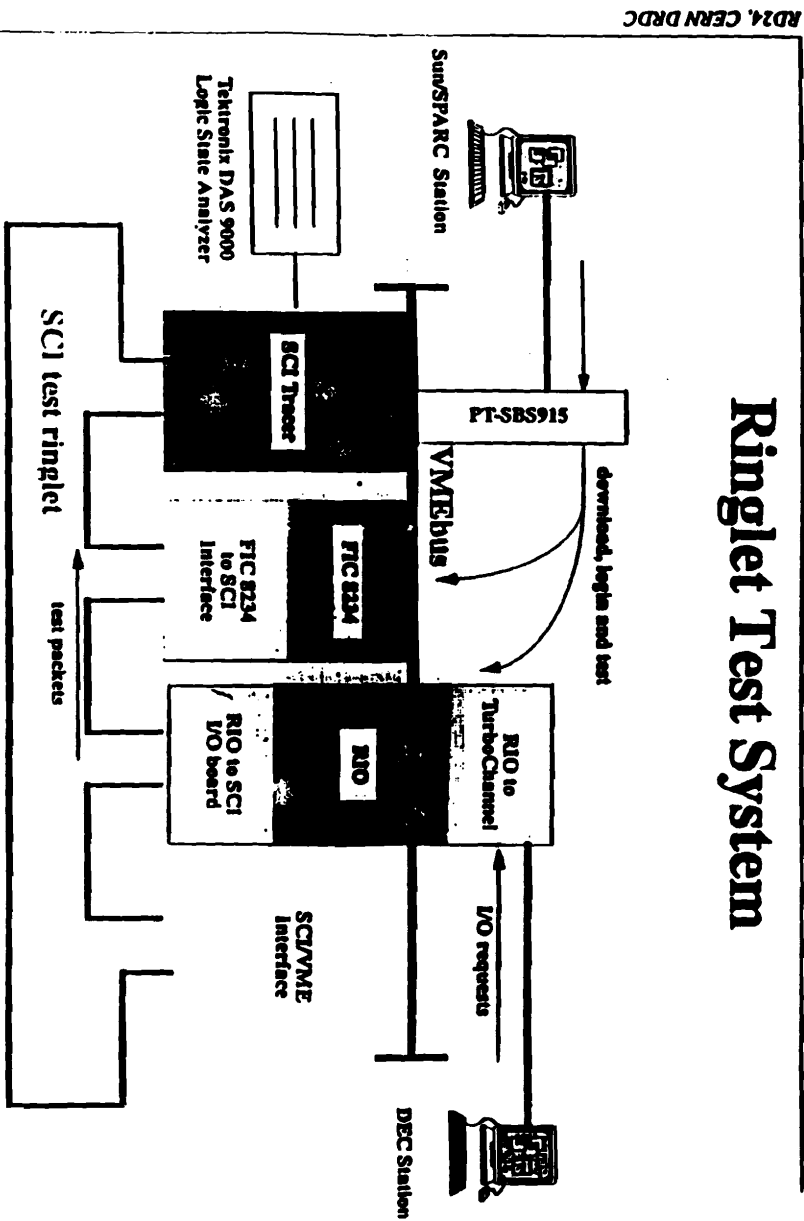 RD24, CERN DRDC
Ringlet Test System
Sun/SPARC Station
PT-SBS915
download, login and test
RIO to
TurboChannel
I/O requests
DEC Station
VMEbus
Tektronix DAS 9000
Logic State Analyzer
SCI Tracer
FIC 8234
RIO
FIC 8234
to SCI
Interface
RIO to SCI
I/O board
SCI/VME
Interface
SCI test ringlet
test packets